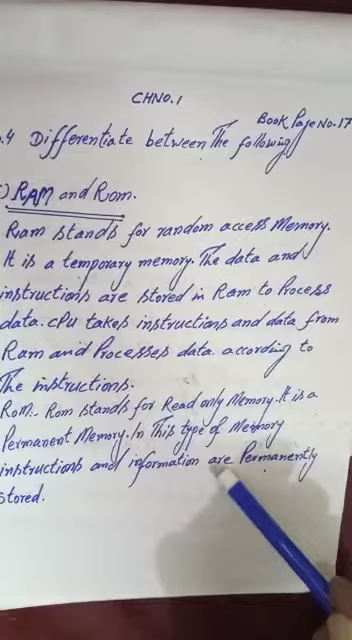 CHNO.1
Book Page No.17
.4 Differentiate between The following
) RAM and Rom.
Ram stands for random access Memory.
It is a temporary memory. The data and
instructions are stored in Ram to Process
data. CPU takes instructions and data from
Ram and Processes data according to
The instructions.
ROM:- Rom stands for Read only Memory. It is a
Permanent Memory. In This type of Memory
instructions and information are Permanently
stored.